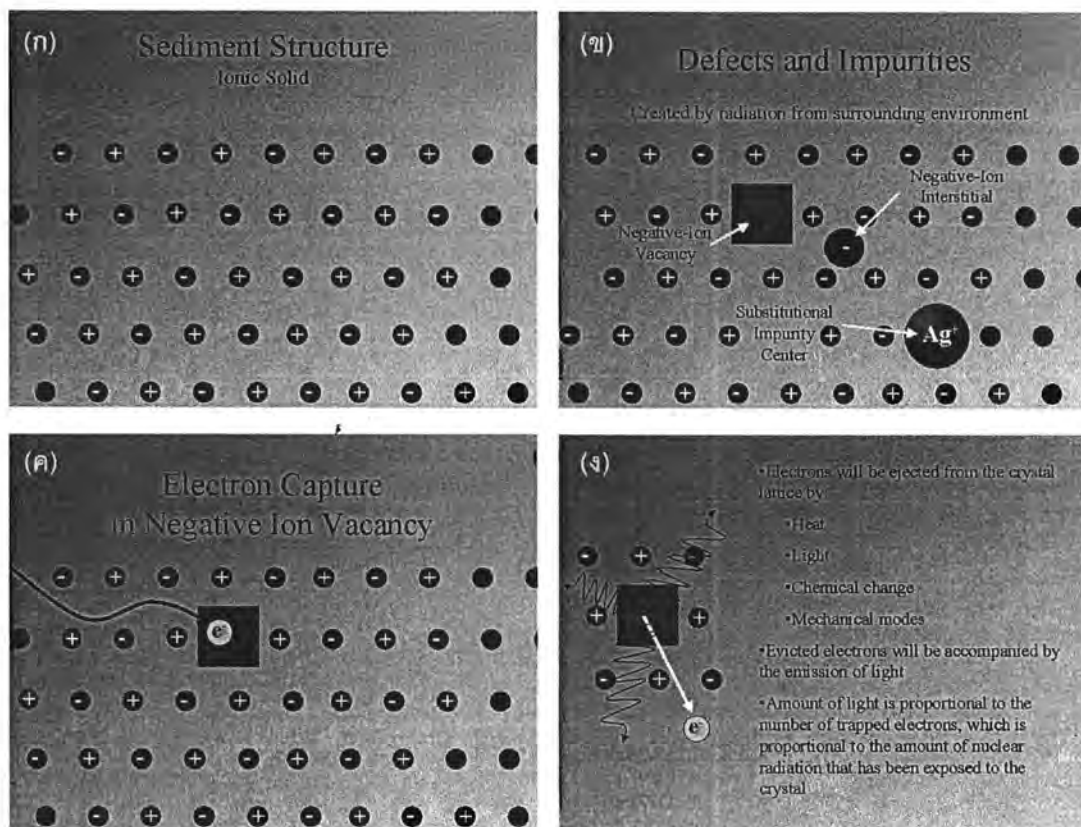 (ก)
Sediment Structure
Ionic Solid
- + - + - + - +
+ - + - + - + -
+ - + - + - + -
- + - + - + - +
- + - + - + - +
(ข)
Defects and Impurities
Created by radiation from surrounding environment
- + - + - + - +
Negative-Ion
Interstitial
+ - + + - + -
Negative-Ion
Vacancy
-
- + - + - + - +
Substitutional
Impurity
Center
- + - + + - Ag+
- + - + - + - +
(ค)
Electron Capture
in Negative Ion Vacancy
- + - + - + - +
+ - + e- + - + -
+ - + - + - + -
- + - + - + - +
- + - + - + - +
(ง)
•Electrons will be ejected from the crystal
lattice by
•Heat
•Light
•Chemical change
•Mechanical modes
•Evicted electrons will be accompanied by
the emission of light
•Amount of light is proportional to the
number of trapped electrons, which is
proportional to the amount of nuclear
radiation that has been exposed to the
crystal
- + -
+ +
- + -
e-